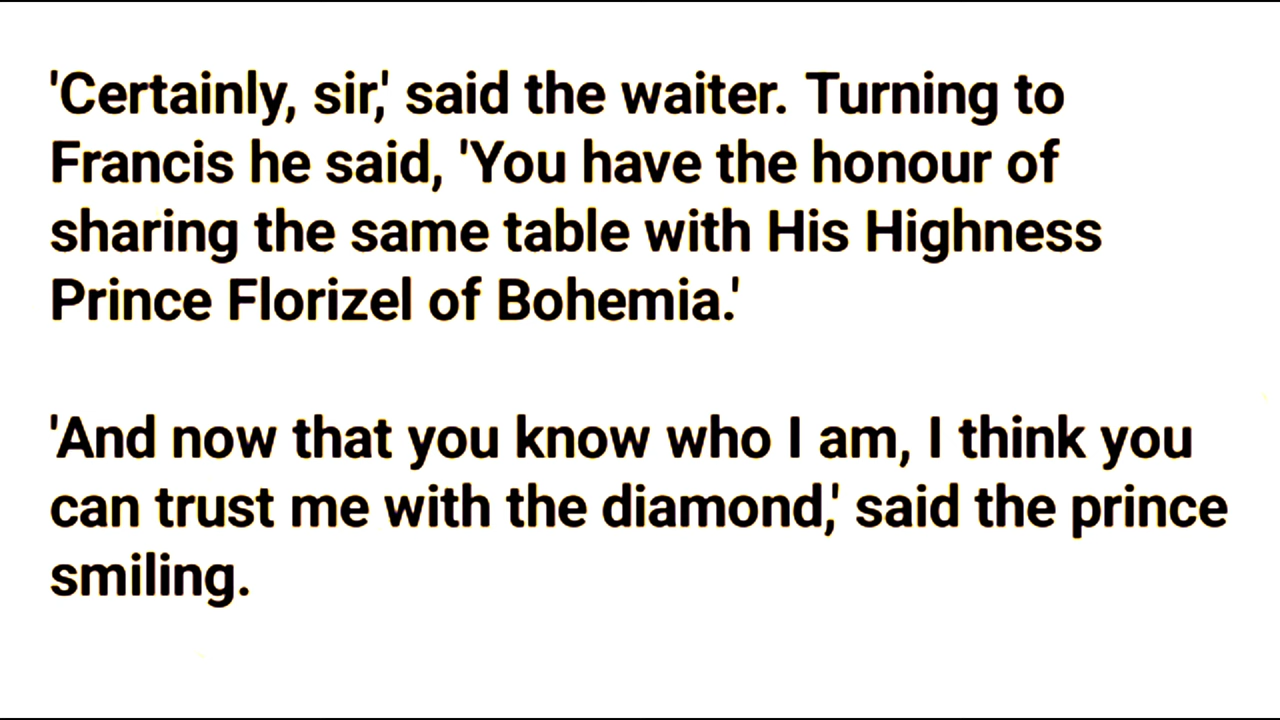 'Certainly, sir,' said the waiter. Turning to
Francis he said, 'You have the honour of
sharing the same table with His Highness
Prince Florizel of Bohemia.'
'And now that you know who I am, I think you
can trust me with the diamond,' said the prince
smiling.